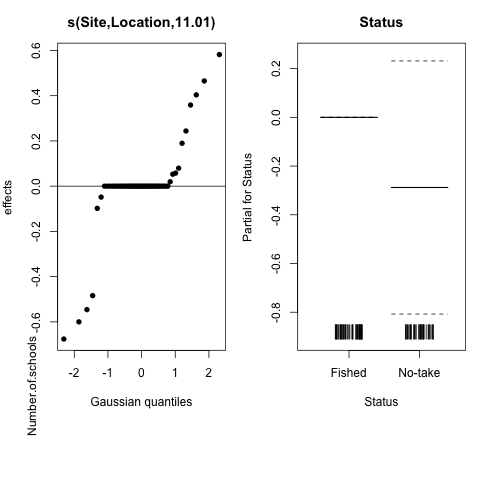 s(Site,Location,11.01)
effects
0.6
0.4
0.2
0.0
-0.2
-0.4
-0.6
Number.of.schools
-2 -1 0 1 2
Gaussian quantiles
Status
Partial for Status
0.2
0.0
-0.2
-0.4
-0.6
-0.8
Fished No-take
Status